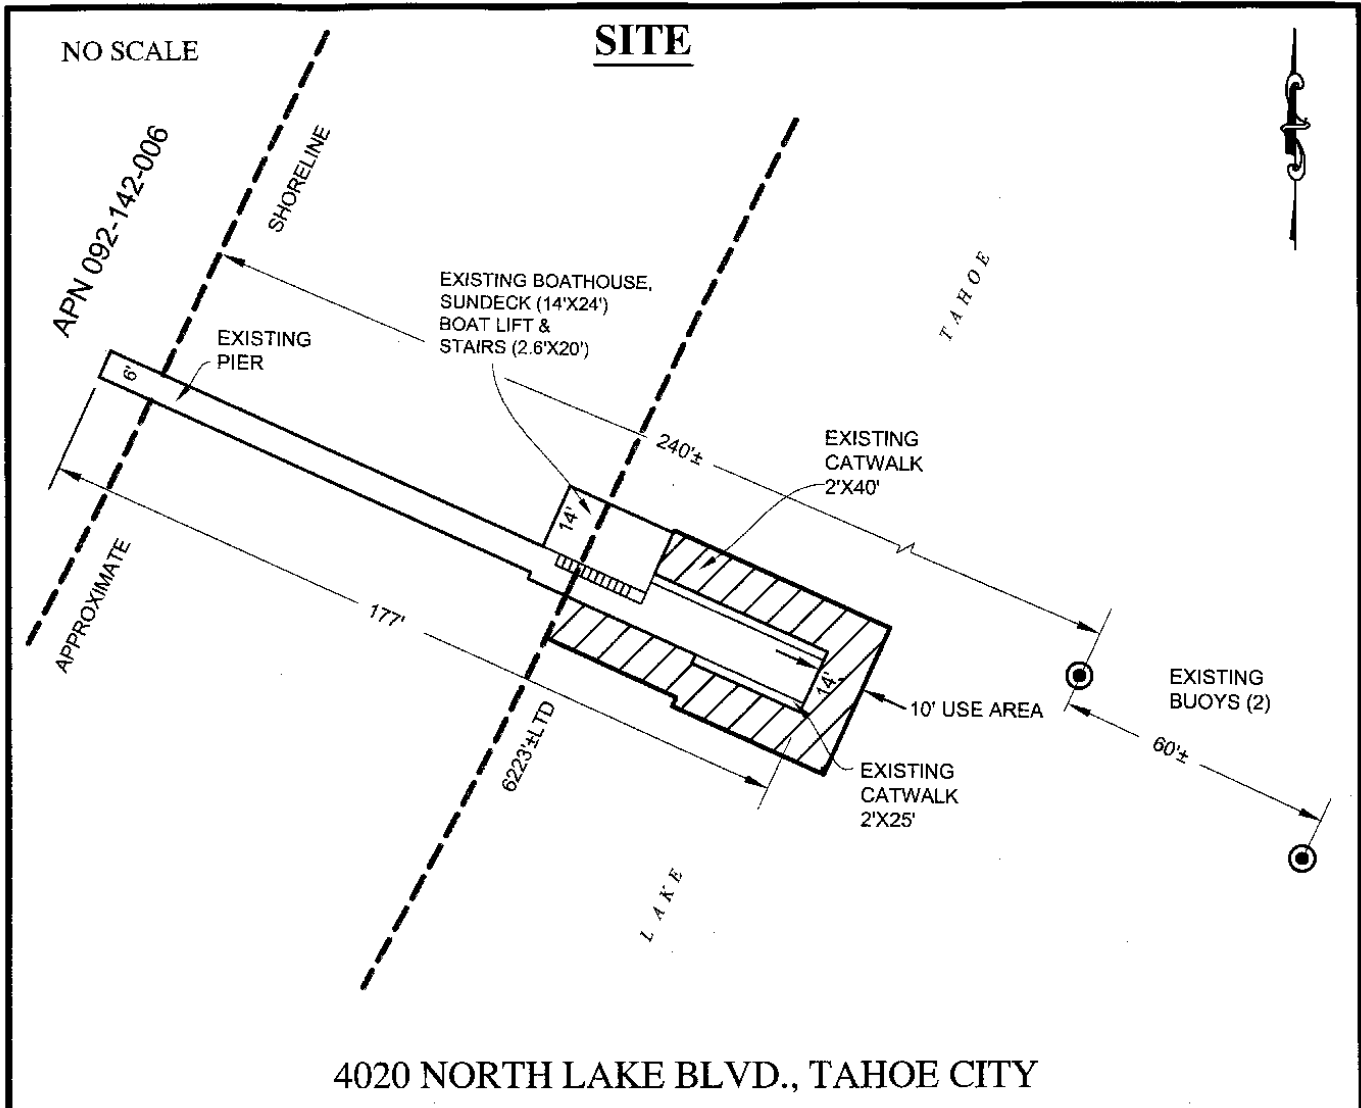 NO SCALE
SITE
APN 092-142-006
SHORELINE
EXISTING BOATHOUSE,
SUNDECK (14'X24')
BOAT LIFT &
STAIRS (2.6'X20')
TAHOE
EXISTING
PIER
6'
240'±
EXISTING
CATWALK
2'X40'
14'
APPROXIMATE
177'
14'
10' USE AREA
EXISTING
BUOYS (2)
60'±
6223'±LTD
EXISTING
CATWALK
2'X25'
LAKE
4020 NORTH LAKE BLVD., TAHOE CITY